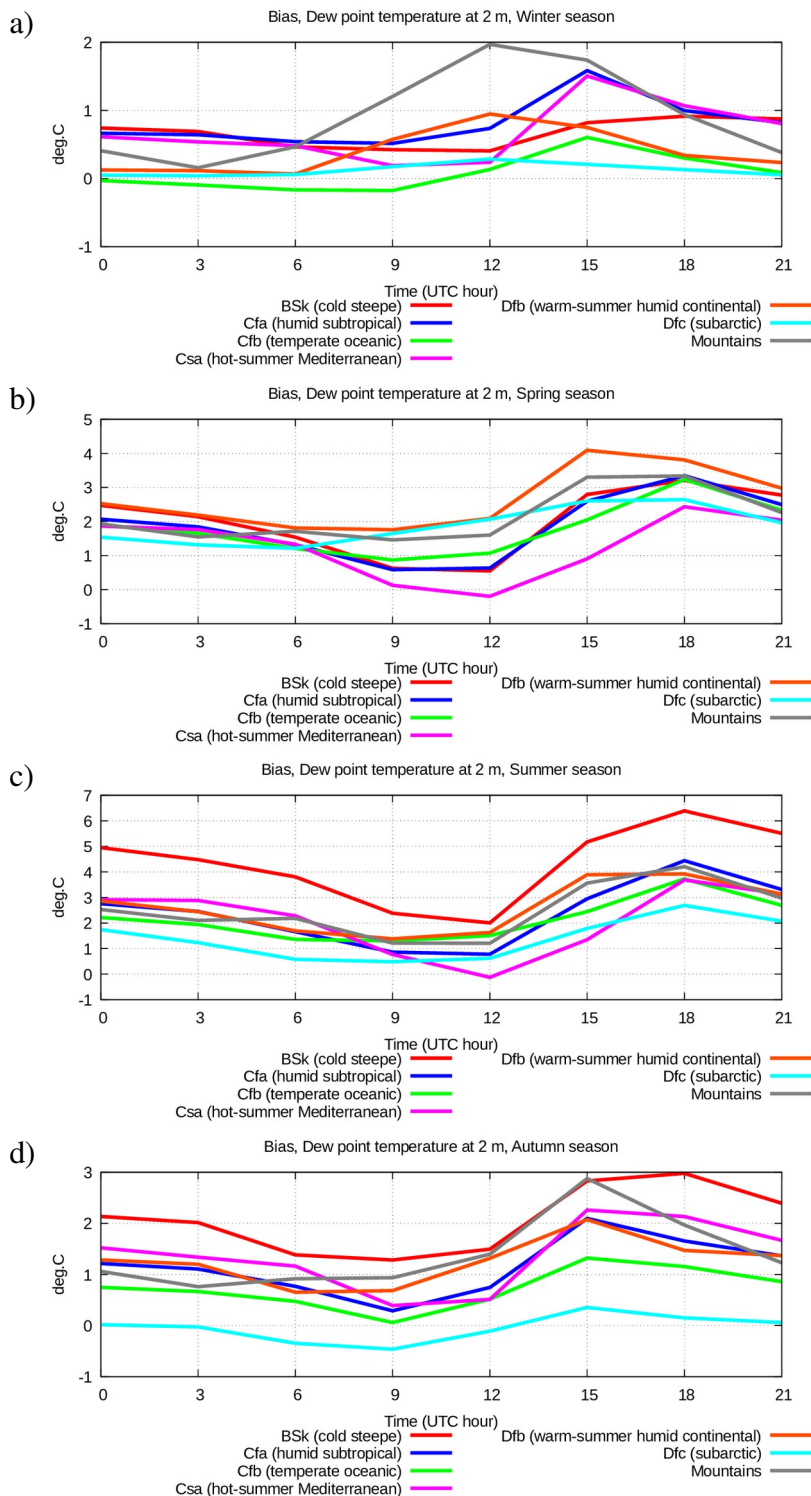 a)
Bias, Dew point temperature at 2 m, Winter season
2
1
0
-1
deg.C
0 3 6 9 12 15 18 21
Time (UTC hour)
BSk (cold steepe) Dfb (warm-summer humid continental)
Cfa (humid subtropical) Dfc (subarctic)
Cfb (temperate oceanic) Mountains
Csa (hot-summer Mediterranean)
b)
Bias, Dew point temperature at 2 m, Spring season
5
4
3
2
1
0
-1
deg.C
0 3 6 9 12 15 18 21
Time (UTC hour)
BSk (cold steepe) Dfb (warm-summer humid continental)
Cfa (humid subtropical) Dfc (subarctic)
Cfb (temperate oceanic) Mountains
Csa (hot-summer Mediterranean)
c)
Bias, Dew point temperature at 2 m, Summer season
7
6
5
4
3
2
1
0
-1
deg.C
0 3 6 9 12 15 18 21
Time (UTC hour)
BSk (cold steepe) Dfb (warm-summer humid continental)
Cfa (humid subtropical) Dfc (subarctic)
Cfb (temperate oceanic) Mountains
Csa (hot-summer Mediterranean)
d)
Bias, Dew point temperature at 2 m, Autumn season
3
2
1
0
-1
deg.C
0 3 6 9 12 15 18 21
Time (UTC hour)
BSk (cold steepe) Dfb (warm-summer humid continental)
Cfa (humid subtropical) Dfc (subarctic)
Cfb (temperate oceanic) Mountains
Csa (hot-summer Mediterranean)